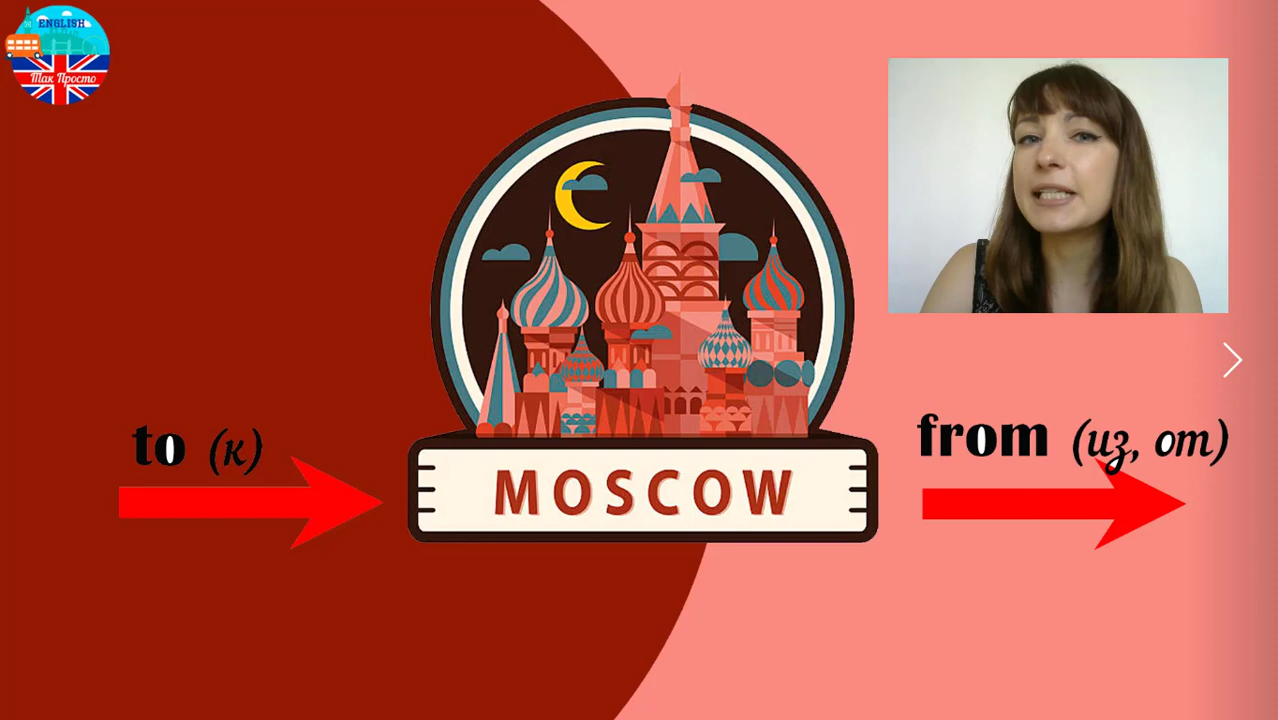 ENGLISH
Так Просто
to (к)
from (из, от)
MOSCOW